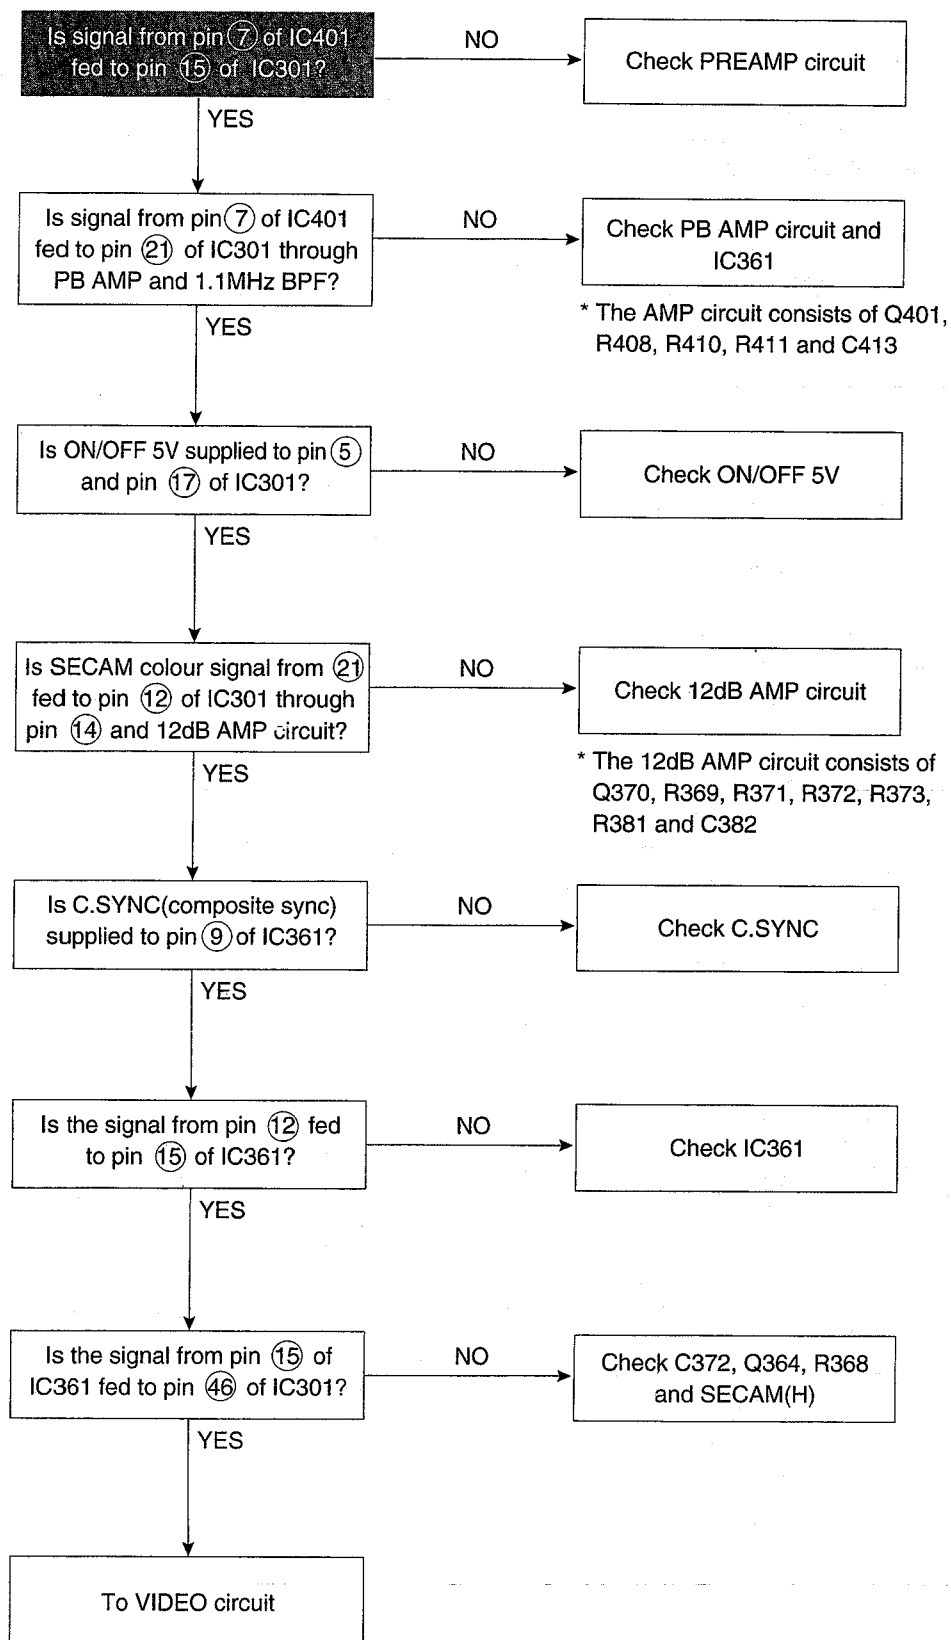 Is signal from pin ⑦ of IC401
fed to pin ⑮ of IC301?
NO
Check PREAMP circuit
YES
Is signal from pin ⑦ of IC401
fed to pin ㉑ of IC301 through
PB AMP and 1.1MHz BPF?
NO
Check PB AMP circuit and
IC361
* The AMP circuit consists of Q401,
R408, R410, R411 and C413
YES
Is ON/OFF 5V supplied to pin ⑤
and pin ⑰ of IC301?
NO
Check ON/OFF 5V
YES
Is SECAM colour signal from ㉑
fed to pin ⑫ of IC301 through
pin ⑭ and 12dB AMP circuit?
NO
Check 12dB AMP circuit
* The 12dB AMP circuit consists of
Q370, R369, R371, R372, R373,
R381 and C382
YES
Is C.SYNC(composite sync)
supplied to pin ⑨ of IC361?
NO
Check C.SYNC
YES
Is the signal from pin ⑫ fed
to pin ⑮ of IC361?
NO
Check IC361
YES
Is the signal from pin ⑮ of
IC361 fed to pin ㊻ of IC301?
NO
Check C372, Q364, R368
and SECAM(H)
YES
To VIDEO circuit